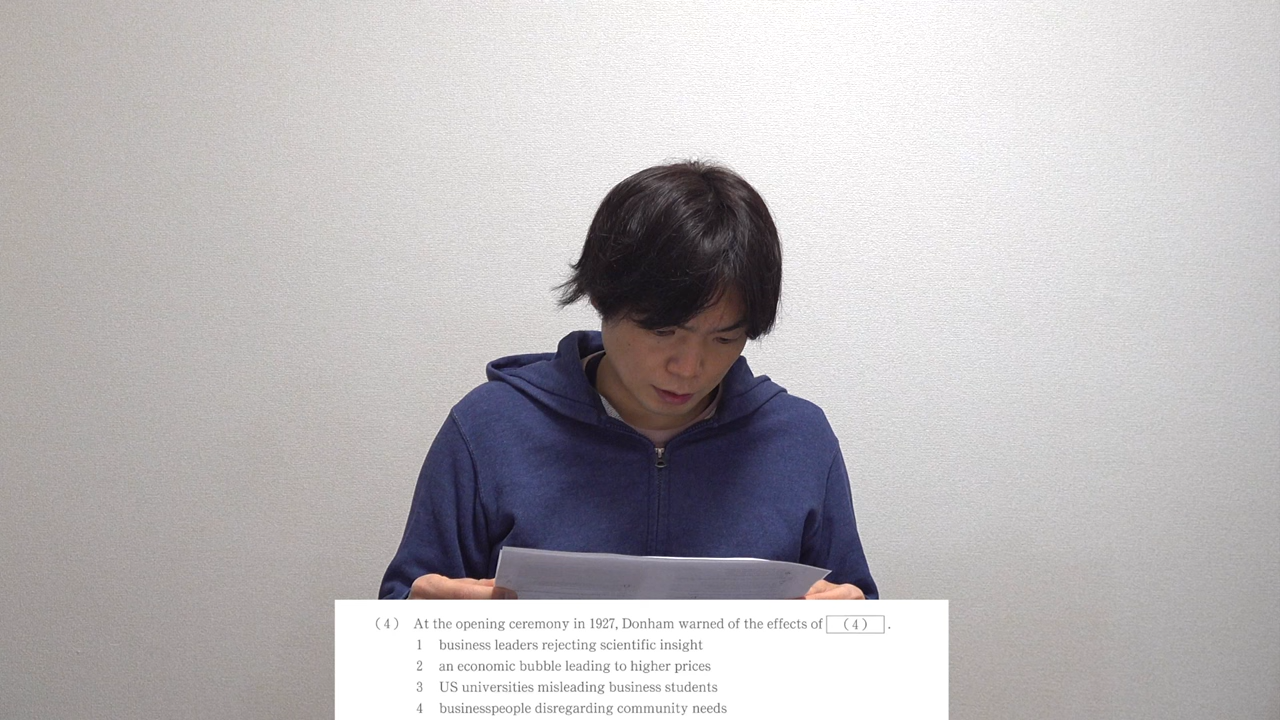 (4) At the opening ceremony in 1927, Donham warned of the effects of (4) .
1 business leaders rejecting scientific insight
2 an economic bubble leading to higher prices
3 US universities misleading business students
4 businesspeople disregarding community needs